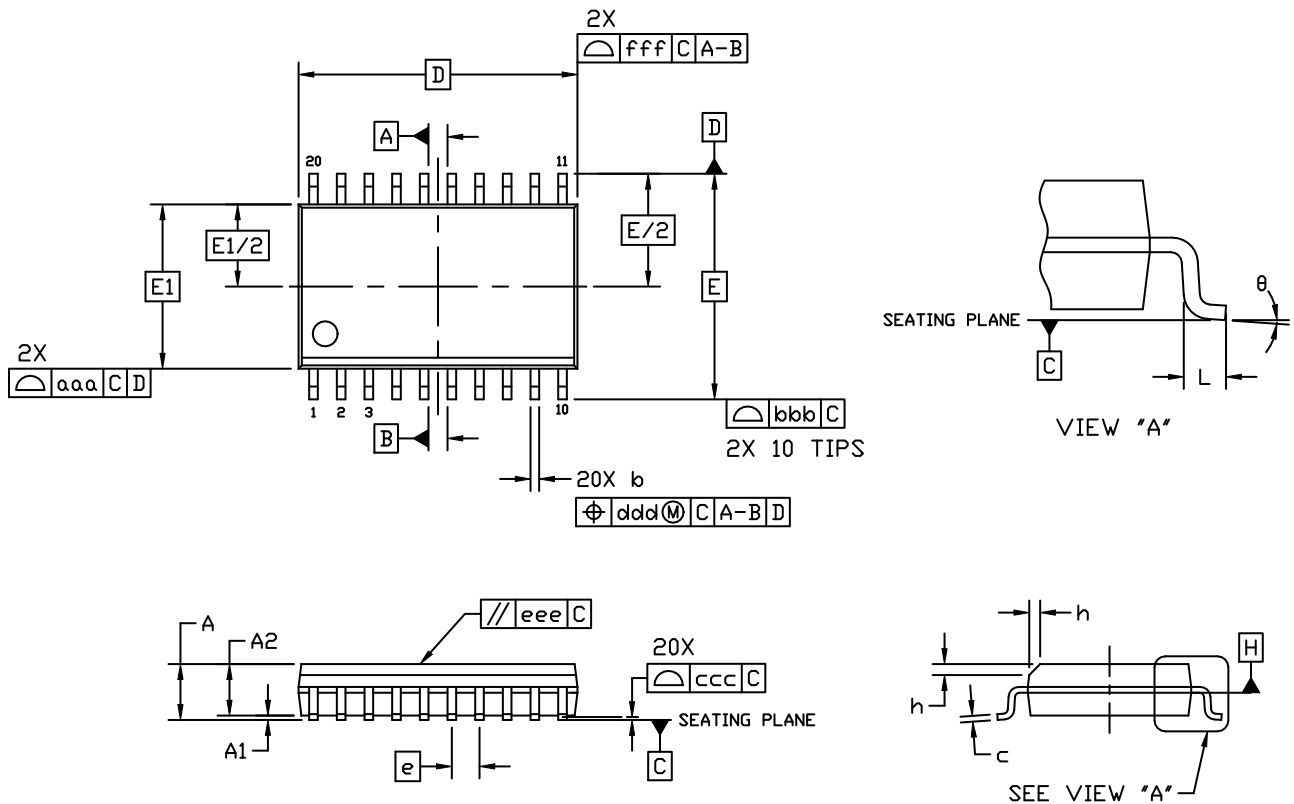 2X
⌓ fff C A-B
D
A
D
20
11
E1/2
E/2
E1
E
θ
SEATING PLANE
C
L
VIEW "A"
2X
⌓ aaa C D
1 2 3
10
B
⌓ bbb C
2X 10 TIPS
20X b
⌖ ddd Ⓜ C A-B D
// eee C
A
A2
20X
⌓ ccc C
SEATING PLANE
A1
e
C
h
H
h
c
SEE VIEW "A"